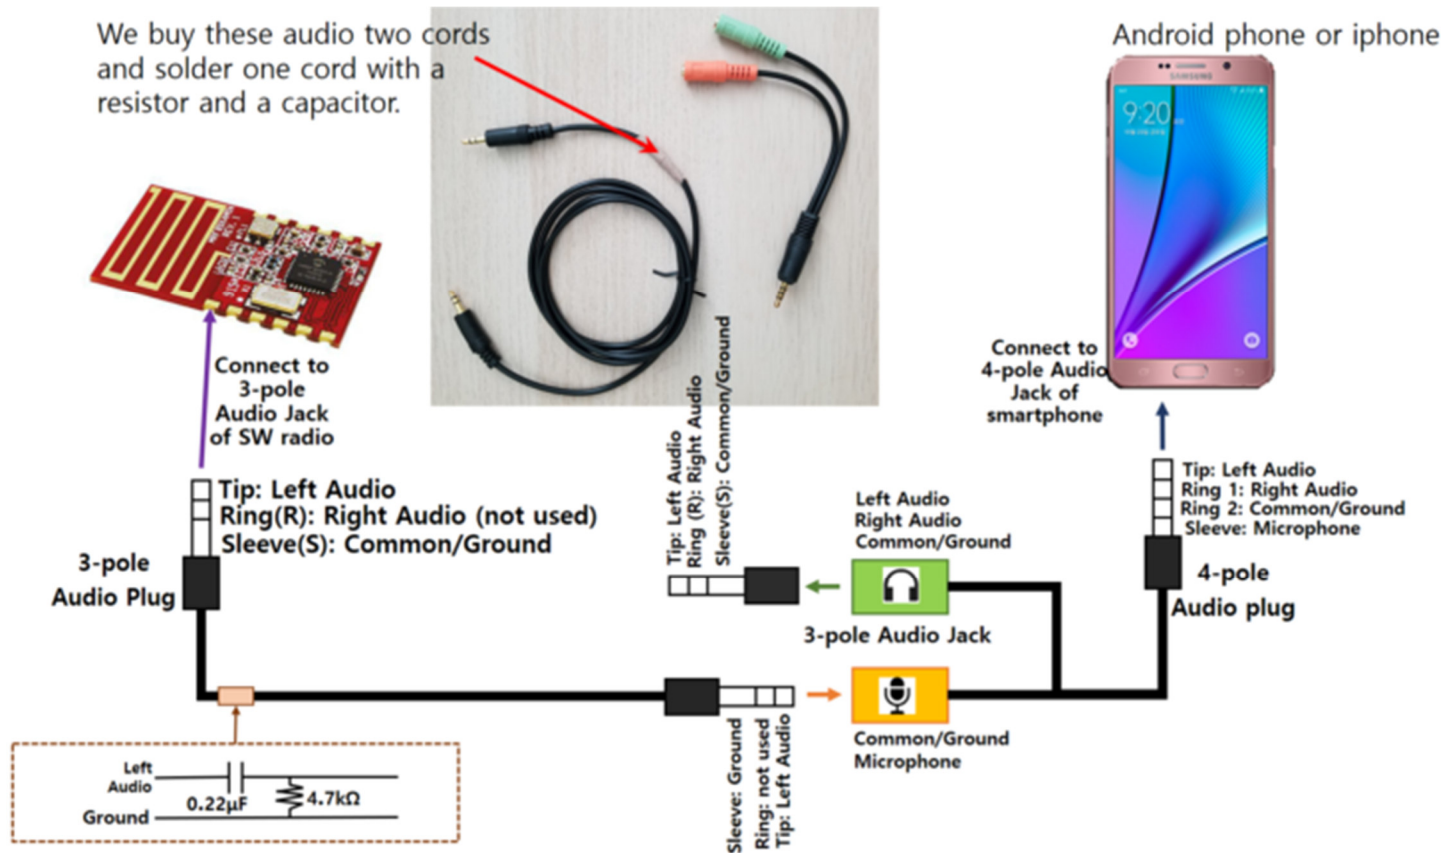 We buy these audio two cords
and solder one cord with a
resistor and a capacitor.
Android phone or iphone
SAMSUNG
9:20
Connect to
3-pole
Audio Jack
of SW radio
Connect to
4-pole Audio
Jack of
smartphone
Tip: Left Audio
Ring(R): Right Audio (not used)
Sleeve(S): Common/Ground
3-pole
Audio Plug
Tip: Left Audio
Ring (R): Right Audio
Sleeve(S): Common/Ground
Left Audio
Right Audio
Common/Ground
3-pole Audio Jack
Tip: Left Audio
Ring 1: Right Audio
Ring 2: Common/Ground
Sleeve: Microphone
4-pole
Audio plug
Sleeve: Ground
Ring: not used
Tip: Left Audio
Common/Ground
Microphone
Left
Audio
0.22μF
4.7kΩ
Ground